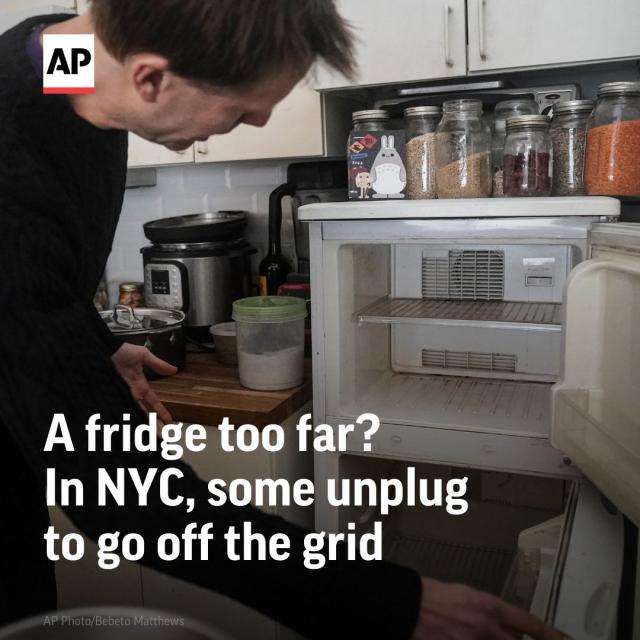 AP
A fridge too far?
In NYC, some unplug
to go off the grid
AP Photo/Bebeto Matthews